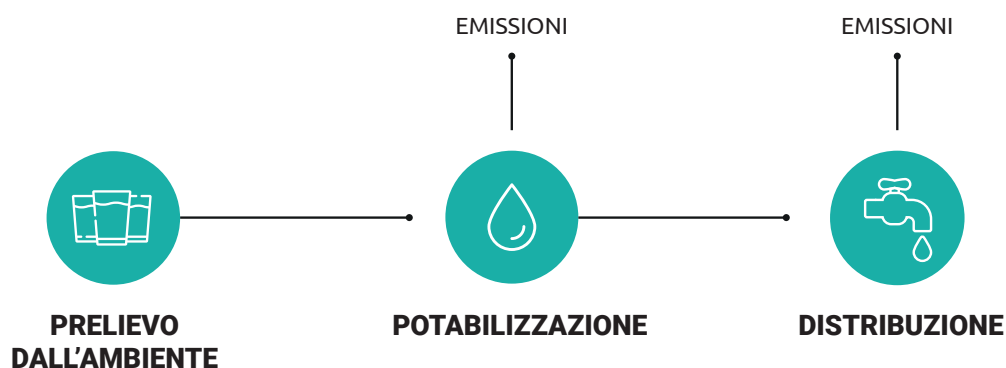 EMISSIONI
EMISSIONI
PRELIEVO
DALL'AMBIENTE
POTABILIZZAZIONE
DISTRIBUZIONE